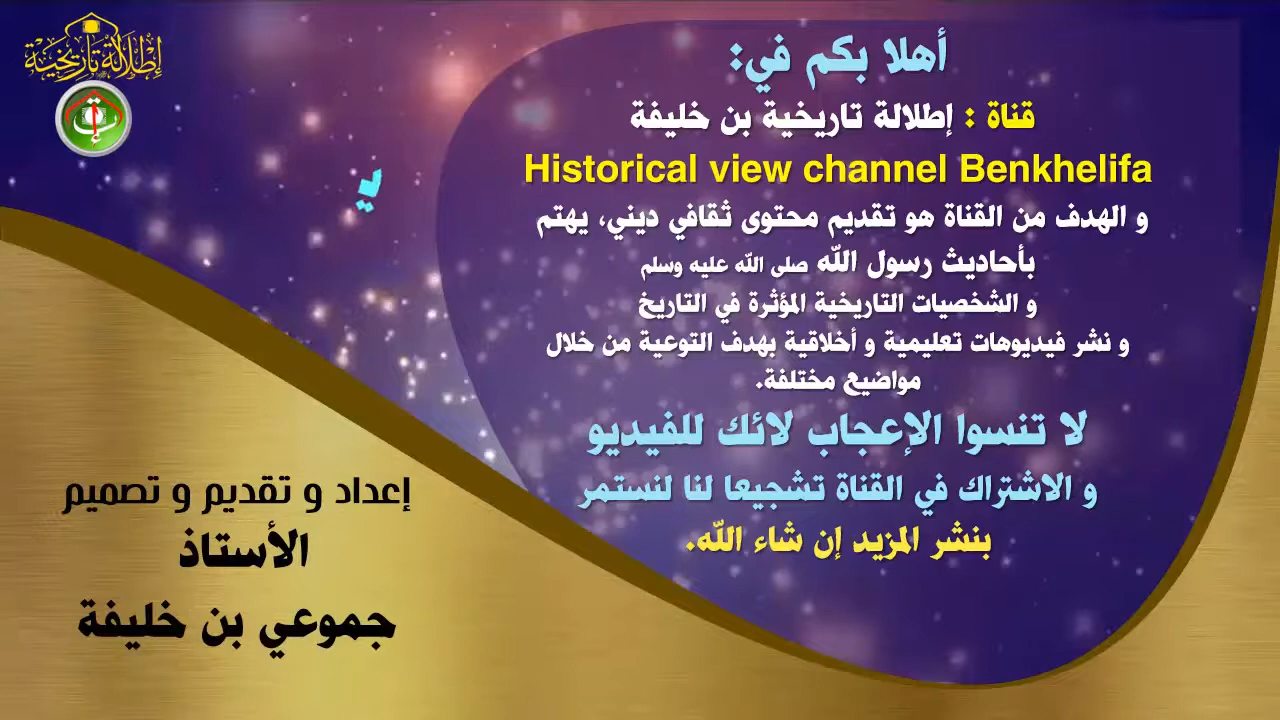 إطلالة تاريخية
أهلا بكم في:
قناة : إطلالة تاريخية بن خليفة
Historical view channel Benkhelifa
و الهدف من القناة هو تقديم محتوى ثقافي ديني، يهتم
بأحاديث رسول الله صلى الله عليه وسلم
و الشخصيات التاريخية المؤثرة في التاريخ
و نشر فيديوهات تعليمية و أخلاقية بهدف التوعية من خلال
مواضيع مختلفة.
لا تنسوا الإعجاب لائك للفيديو
و الاشتراك في القناة تشجيعا لنا لنستمر
بنشر المزيد إن شاء الله.
إعداد و تقديم و تصميم
الأستاذ
جموعي بن خليفة